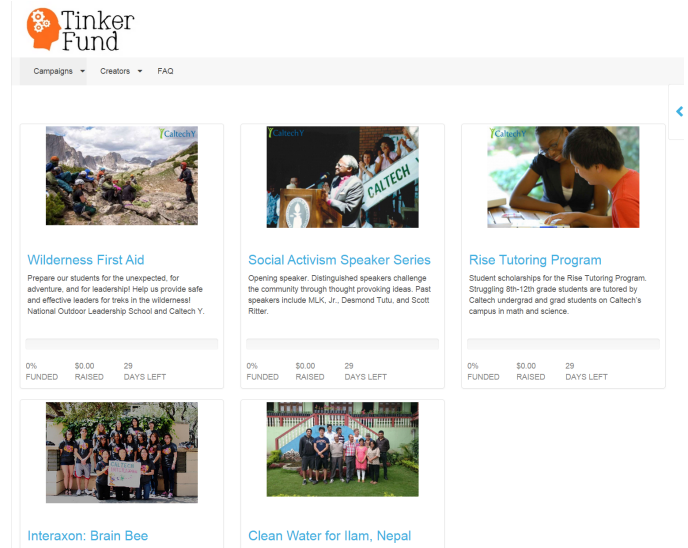 Tinker
Fund
Campaigns Creators FAQ
CaltechY
CaltechY
CALTECH
CaltechY
Wilderness First Aid
Prepare our students for the unexpected, for
adventure, and for leadership! Help us provide safe
and effective leaders for treks in the wilderness!
National Outdoor Leadership School and Caltech Y.
0% $0.00 29
FUNDED RAISED DAYS LEFT
Social Activism Speaker Series
Opening speaker. Distinguished speakers challenge
the community through thought provoking ideas. Past
speakers include MLK, Jr., Desmond Tutu, and Scott
Ritter.
0% $0.00 29
FUNDED RAISED DAYS LEFT
Rise Tutoring Program
Student scholarships for the Rise Tutoring Program.
Struggling 8th-12th grade students are tutored by
Caltech undergrad and grad students on Caltech's
campus in math and science.
0% $0.00 29
FUNDED RAISED DAYS LEFT
CALTECH
Interaxon: Brain Bee
Clean Water for Ilam, Nepal